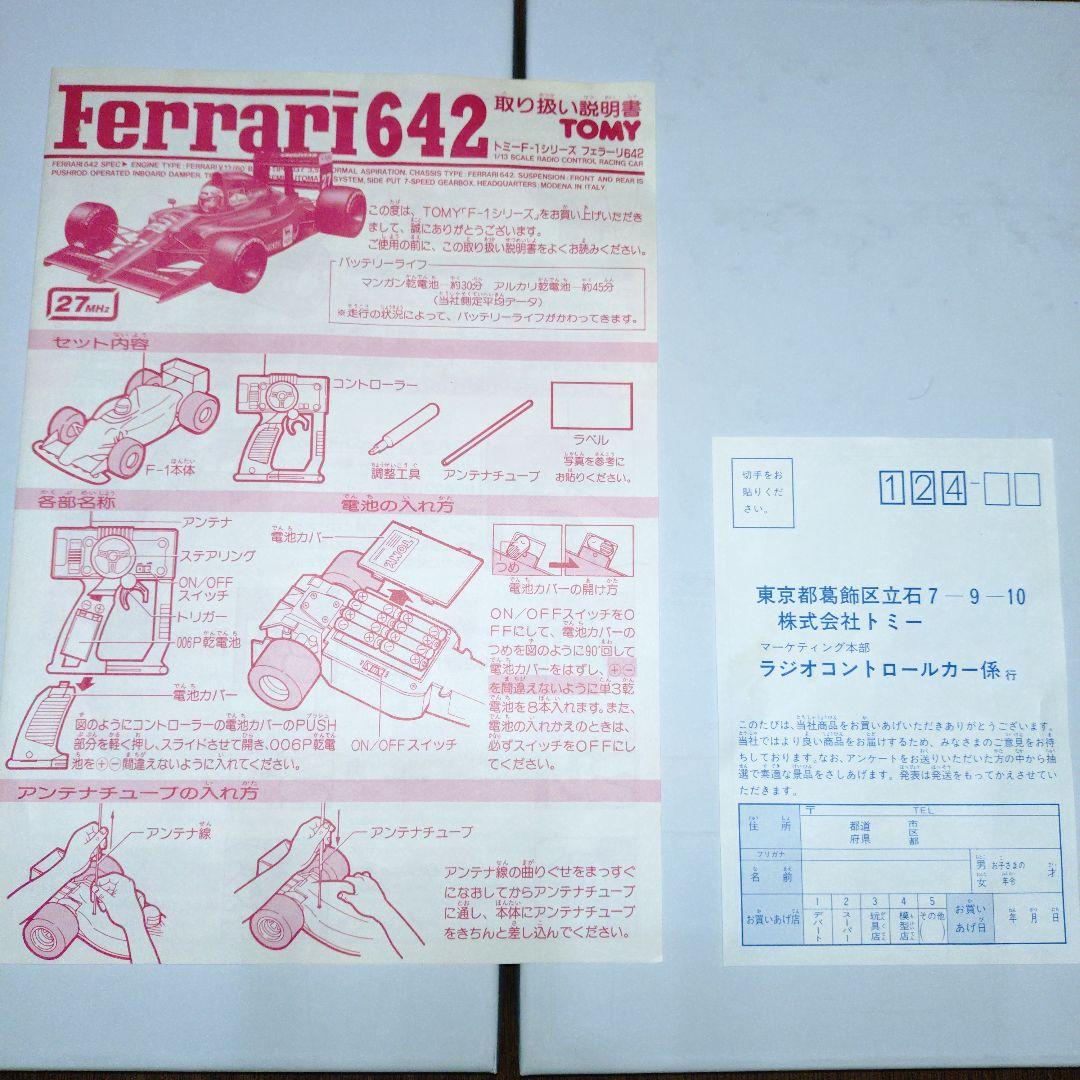 Ferrari 642
取り扱い説明書
TOMY
トミーF-1シリーズ フェラーリ642
1/13 SCALE RADIO CONTROL RACING CAR
FERRARI 642 SPEC▶ ENGINE TYPE: FERRARI V12 ORMAL ASPIRATION. CHASSIS TYPE: FERRARI 642. SUSPENSION: FRONT AND REAR IS
PUSHROD OPERATED INBOARD DAMPER. SYSTEM, SIDE PUT 7-SPEED GEARBOX. HEADQUARTERS: MODENA IN ITALY.
27
この度は、TOMY「F-1シリーズ」をお買い上げいただき
まして、誠にありがとうございます。
ご使用の前に、この取り扱い説明書をよくお読みください。
バッテリーライフ
マンガン乾電池—約30分 アルカリ乾電池—約45分
(当社測定平均データ)
※走行の状況によって、バッテリーライフがかわってきます。
27MHz
セット内容
F-1本体
コントローラー
調整工具
アンテナチューブ
ラベル
写真を参考に
お貼りください。
各部名称
アンテナ
ステアリング
ON/OFF
スイッチ
トリガー
006P乾電池
電池カバー
図のようにコントローラーの電池カバーのPUSH
部分を軽く押し、スライドさせて開き、006P乾電
池を⊕⊖間違えないように入れてください。
電池の入れ方
電池カバー
TOMY
ON/OFFスイッチ
つめ
電池カバーの開け方
ON/OFFスイッチをO
FFにして、電池カバーの
つめを図のように90°回して
電池カバーをはずし、⊕⊖
を間違えないように単3乾
電池を8本入れます。また、
電池の入れかえのときは、
必ずスイッチをOFFにし
てください。
アンテナチューブの入れ方
アンテナ線
アンテナチューブ
アンテナ線の曲りぐせをまっすぐ
になおしてからアンテナチューブ
に通し、本体にアンテナチューブ
をきちんと差し込んでください。
切手をお
貼りくだ
さい。
124-
東京都葛飾区立石7－9－10
株式会社トミー
マーケティング本部
ラジオコントロールカー係 行
このたびは、当社商品をお買いあげいただきありがとうございます。
当社ではより良い商品をお届けするため、みなさまのご意見をお待
ちしております。なお、アンケートをお送りいただいた方の中から抽
選で素適な景品をさしあげます。発表は発送をもってかえさせてい
ただきます。
住所
〒 TEL
都道 市
府県 区
都
フリガナ
名前
男 お子さまの 才
女 年令
お買いあげ店
1 デパート
2 スーパー
3 玩具店
4 模型店
5 その他( )
お買い
あげ日
年 月 日